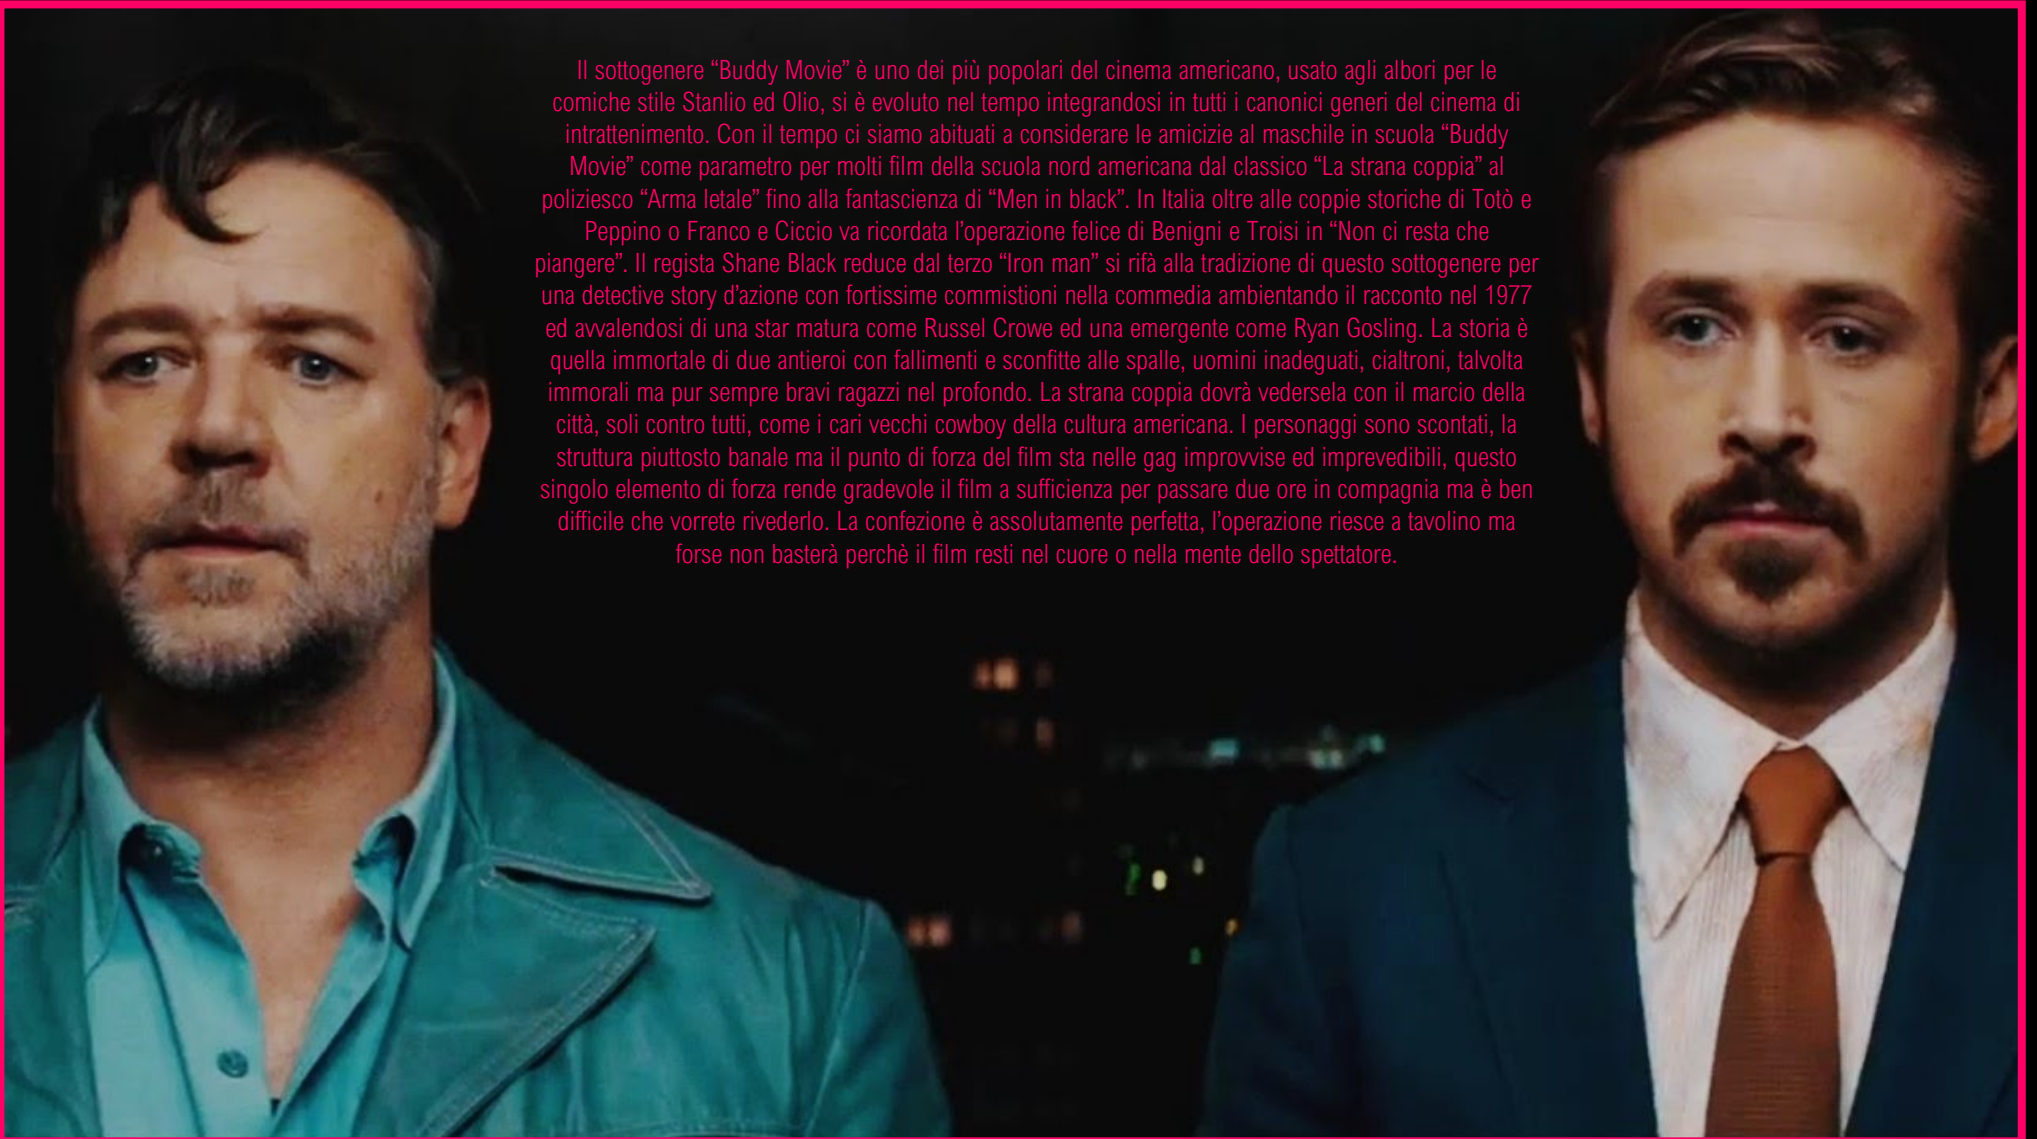 Il sottogenere “Buddy Movie” è uno dei più popolari del cinema americano, usato agli albori per le
comiche stile Stanlio ed Olio, si è evoluto nel tempo integrandosi in tutti i canonici generi del cinema di
intrattenimento. Con il tempo ci siamo abituati a considerare le amicizie al maschile in scuola “Buddy
Movie” come parametro per molti film della scuola nord americana dal classico “La strana coppia” al
poliziesco “Arma letale” fino alla fantascienza di “Men in black”. In Italia oltre alle coppie storiche di Totò e
Peppino o Franco e Ciccio va ricordata l’operazione felice di Benigni e Troisi in “Non ci resta che
piangere”. Il regista Shane Black reduce dal terzo “Iron man” si rifà alla tradizione di questo sottogenere per
una detective story d’azione con fortissime commistioni nella commedia ambientando il racconto nel 1977
ed avvalendosi di una star matura come Russel Crowe ed una emergente come Ryan Gosling. La storia è
quella immortale di due antieroi con fallimenti e sconfitte alle spalle, uomini inadeguati, cialtroni, talvolta
immorali ma pur sempre bravi ragazzi nel profondo. La strana coppia dovrà vedersela con il marcio della
città, soli contro tutti, come i cari vecchi cowboy della cultura americana. I personaggi sono scontati, la
struttura piuttosto banale ma il punto di forza del film sta nelle gag improvvise ed imprevedibili, questo
singolo elemento di forza rende gradevole il film a sufficienza per passare due ore in compagnia ma è ben
difficile che vorrete rivederlo. La confezione è assolutamente perfetta, l’operazione riesce a tavolino ma
forse non basterà perchè il film resti nel cuore o nella mente dello spettatore.